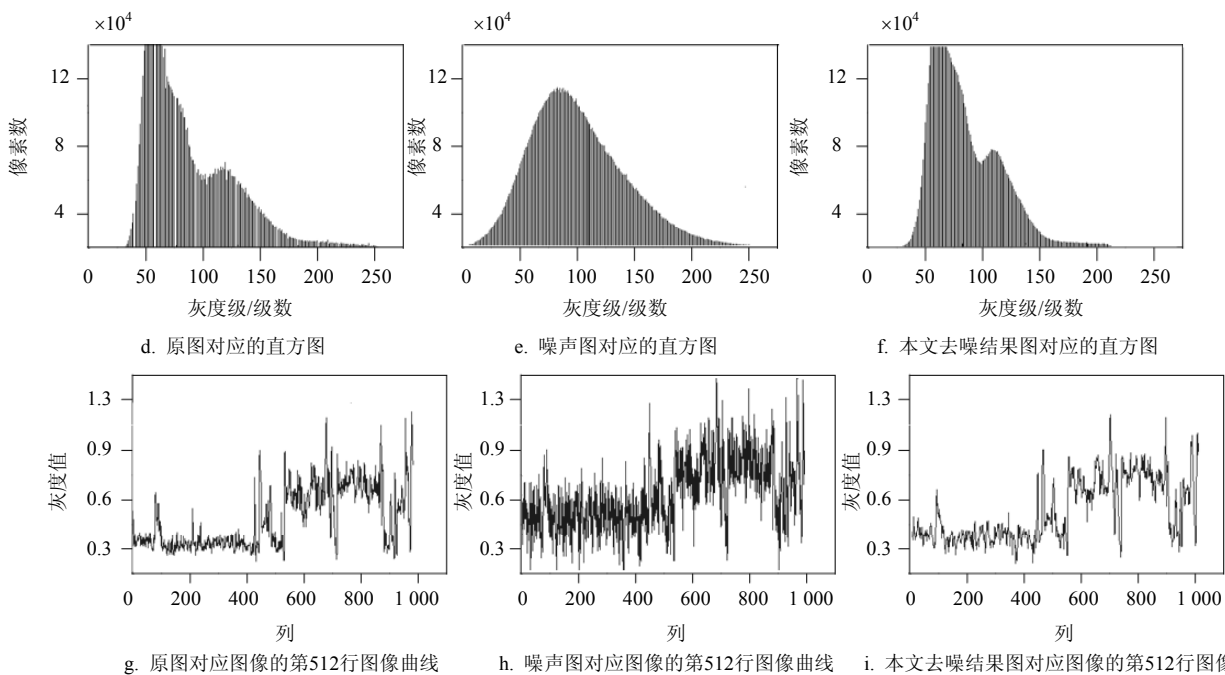 ×10⁴
12
8
4
像素数
0 50 100 150 200 250
灰度级/级数
d. 原图对应的直方图
×10⁴
12
8
4
像素数
0 50 100 150 200 250
灰度级/级数
e. 噪声图对应的直方图
×10⁴
12
8
4
像素数
0 50 100 150 200 250
灰度级/级数
f. 本文去噪结果图对应的直方图
1.3
0.9
0.6
0.3
灰度值
0 200 400 600 800 1 000
列
g. 原图对应图像的第512行图像曲线
1.3
0.9
0.6
0.3
灰度值
0 200 400 600 800 1 000
列
h. 噪声图对应图像的第512行图像曲线
1.3
0.9
0.6
0.3
灰度值
0 200 400 600 800 1 000
列
i. 本文去噪结果图对应图像的第512行图像